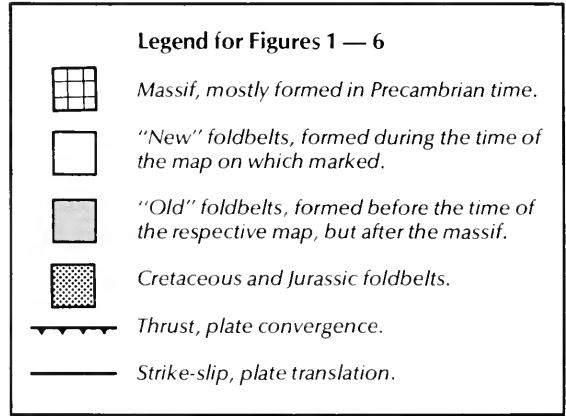 Legend for Figures 1 — 6
Massif, mostly formed in Precambrian time.
"New" foldbelts, formed during the time of
the map on which marked.
"Old" foldbelts, formed before the time of
the respective map, but after the massif.
Cretaceous and Jurassic foldbelts.
Thrust, plate convergence.
Strike-slip, plate translation.